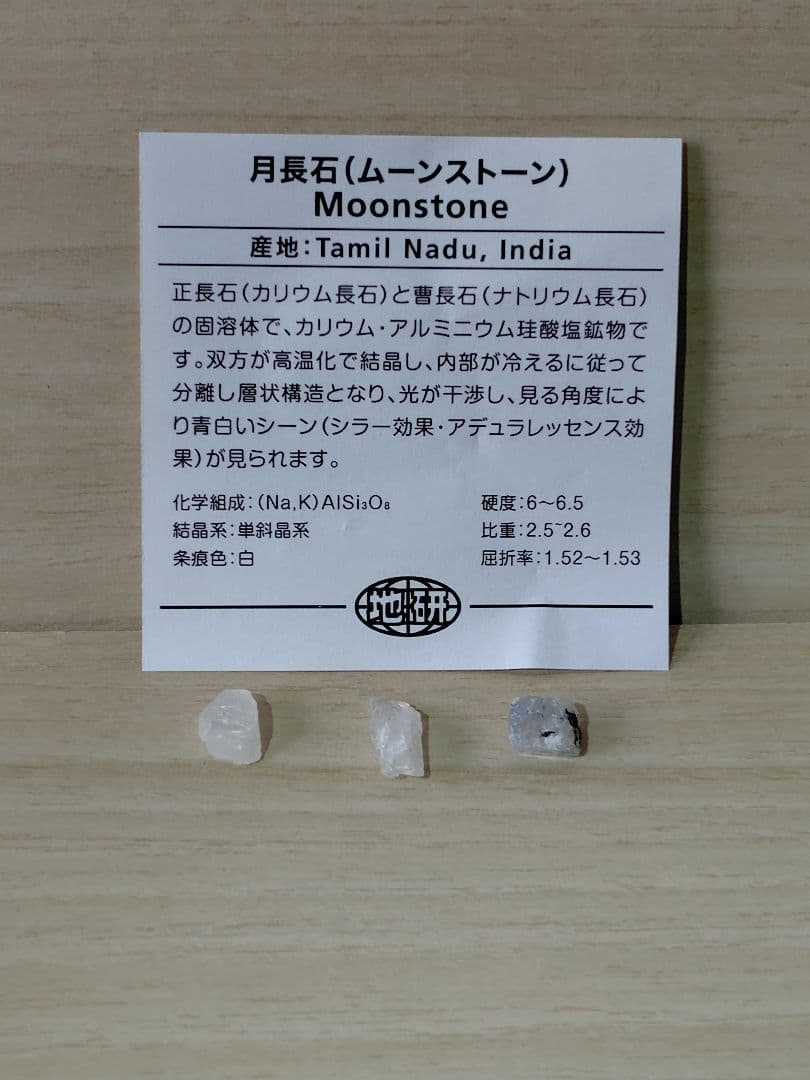 月長石(ムーンストーン)
Moonstone
産地:Tamil Nadu, India
正長石(カリウム長石)と曹長石(ナトリウム長石)
の固溶体で、カリウム・アルミニウム珪酸塩鉱物で
す。双方が高温化で結晶し、内部が冷えるに従って
分離し層状構造となり、光が干渉し、見る角度によ
り青白いシーン(シラー効果・アデュラレッセンス効
果)が見られます。
化学組成:(Na,K)AlSi₃O₈
結晶系:単斜晶系
条痕色:白
硬度:6〜6.5
比重:2.5~2.6
屈折率:1.52〜1.53
地研